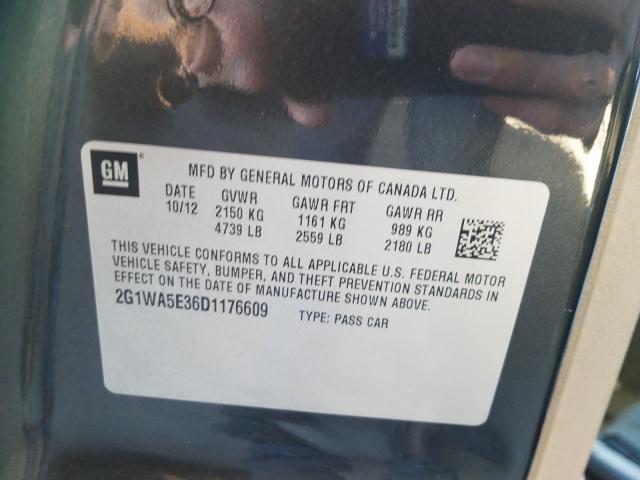 GM ®
MFD BY GENERAL MOTORS OF CANADA LTD.
DATE GVWR GAWR FRT GAWR RR
10/12 2150 KG 1161 KG 989 KG
4739 LB 2559 LB 2180 LB
THIS VEHICLE CONFORMS TO ALL APPLICABLE U.S. FEDERAL MOTOR
VEHICLE SAFETY, BUMPER, AND THEFT PREVENTION STANDARDS IN
EFFECT ON THE DATE OF MANUFACTURE SHOWN ABOVE.
2G1WA5E36D1176609 TYPE: PASS CAR